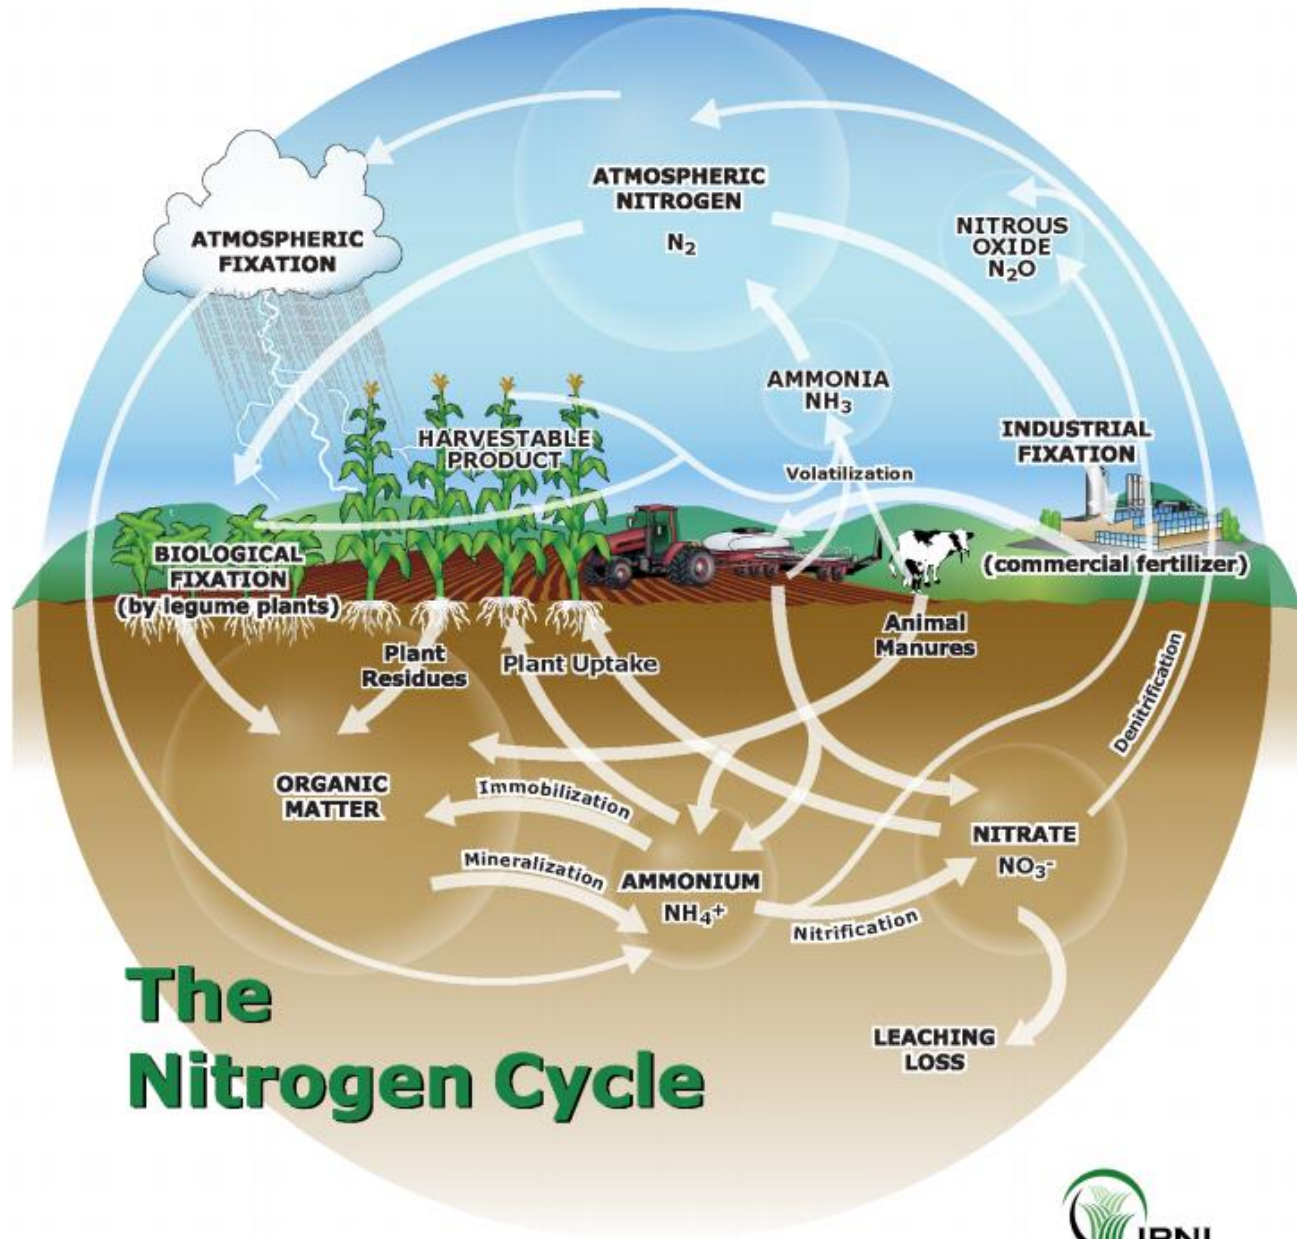 ATMOSPHERIC
NITROGEN
N₂
NITROUS
OXIDE
N₂O
ATMOSPHERIC
FIXATION
AMMONIA
NH₃
HARVESTABLE
PRODUCT
INDUSTRIAL
FIXATION
Volatilization
BIOLOGICAL
FIXATION
(by legume plants)
(commercial fertilizer)
Animal
Manures
Plant
Residues
Plant Uptake
Denitrification
ORGANIC
MATTER
Immobilization
Mineralization
AMMONIUM
NH₄⁺
NITRATE
NO₃⁻
Nitrification
LEACHING
LOSS
The
Nitrogen Cycle
IPNI